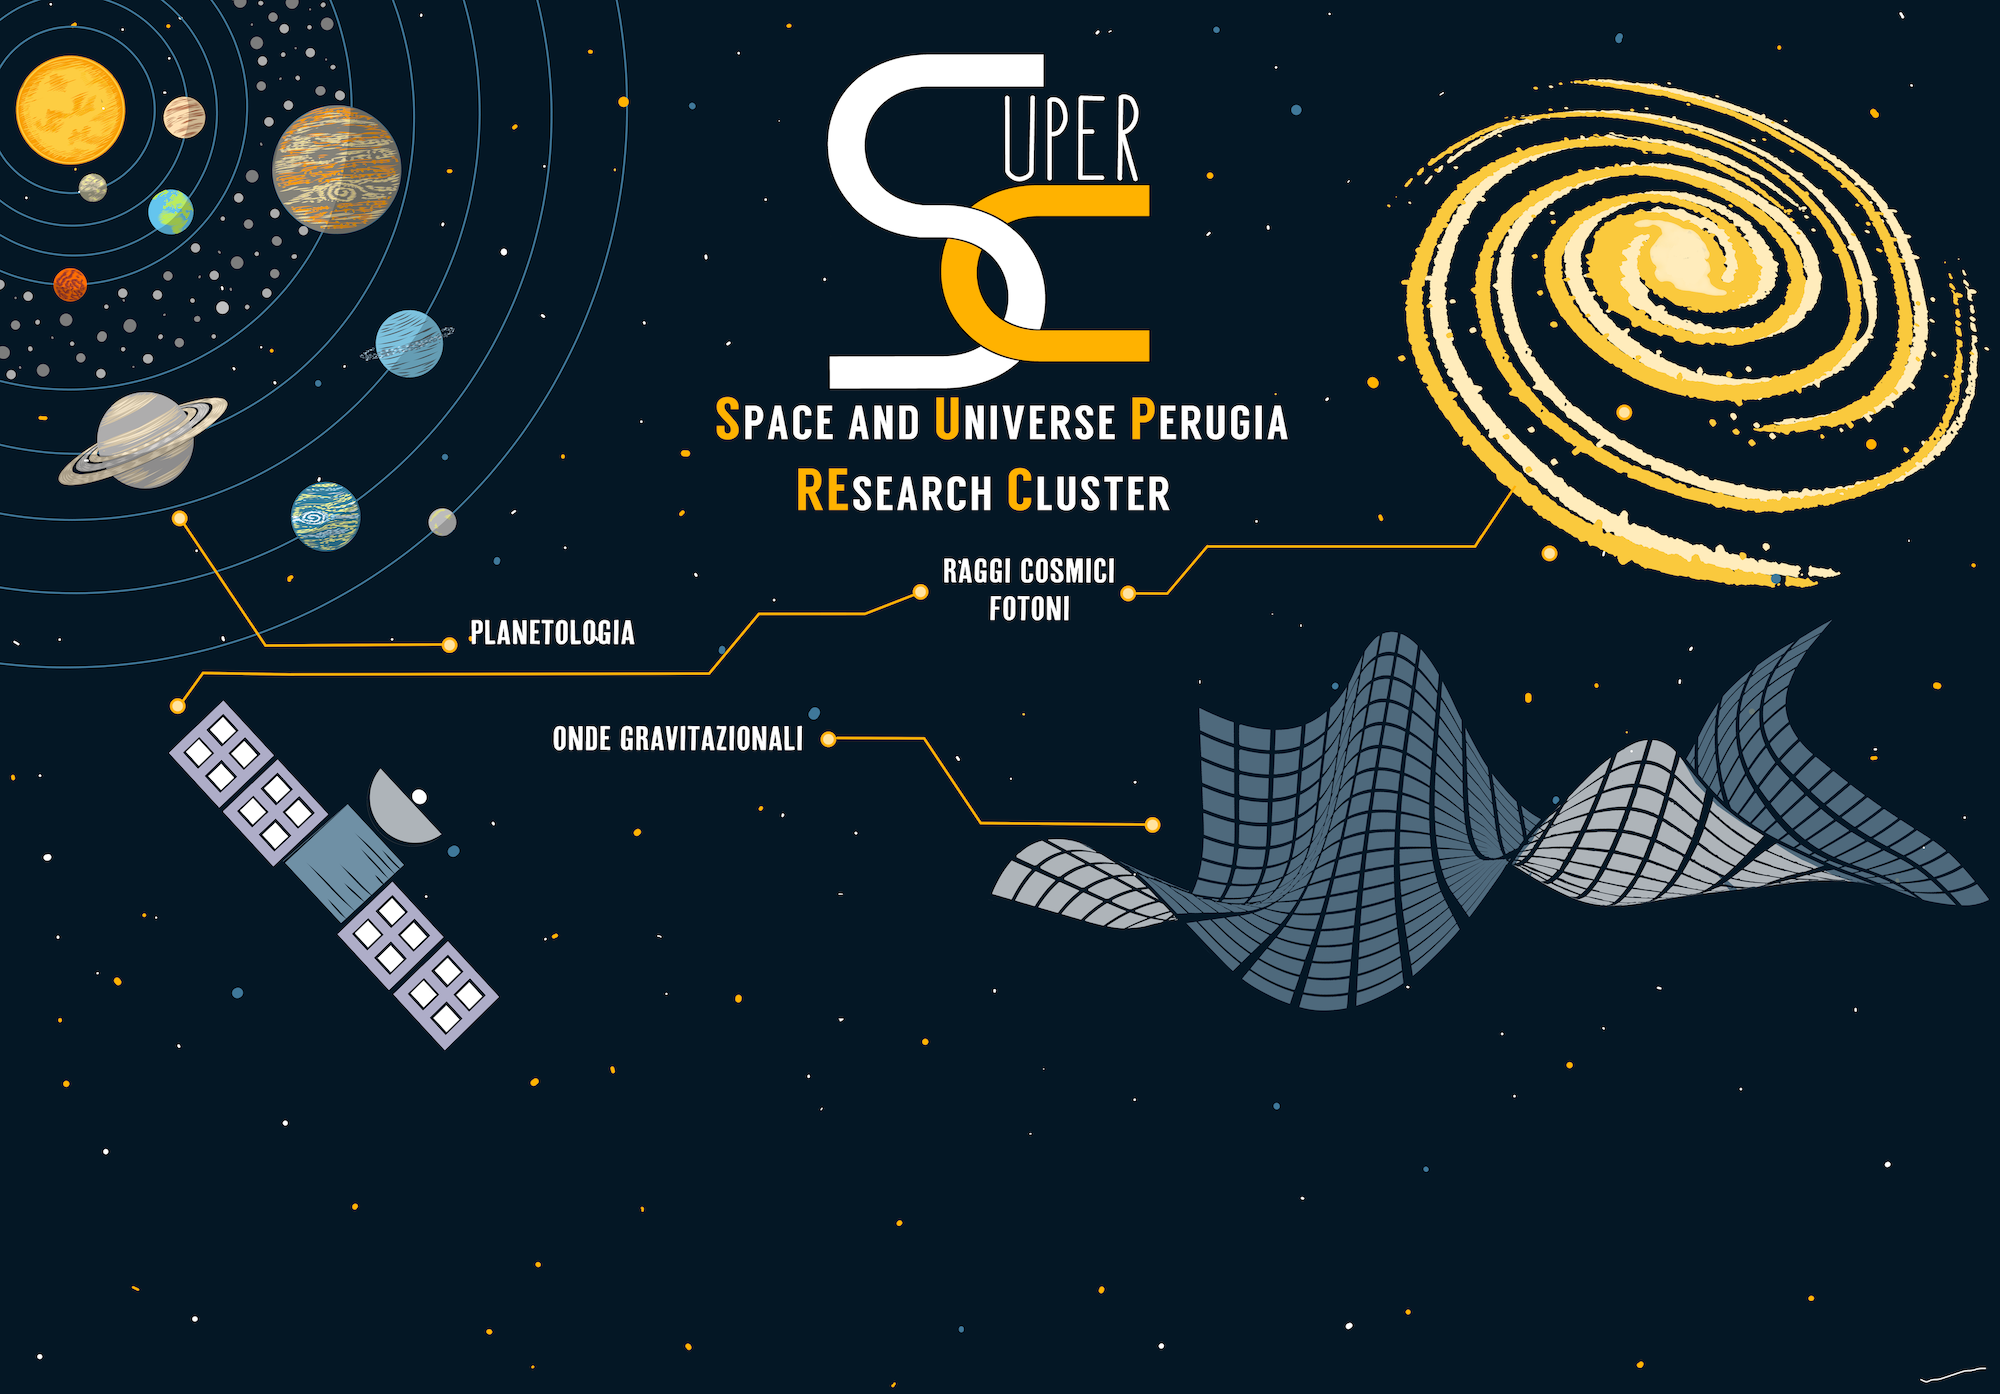 SUPER
C
SPACE AND UNIVERSE PERUGIA
RESEARCH CLUSTER
RAGGI COSMICI
FOTONI
PLANETOLOGIA
ONDE GRAVITAZIONALI